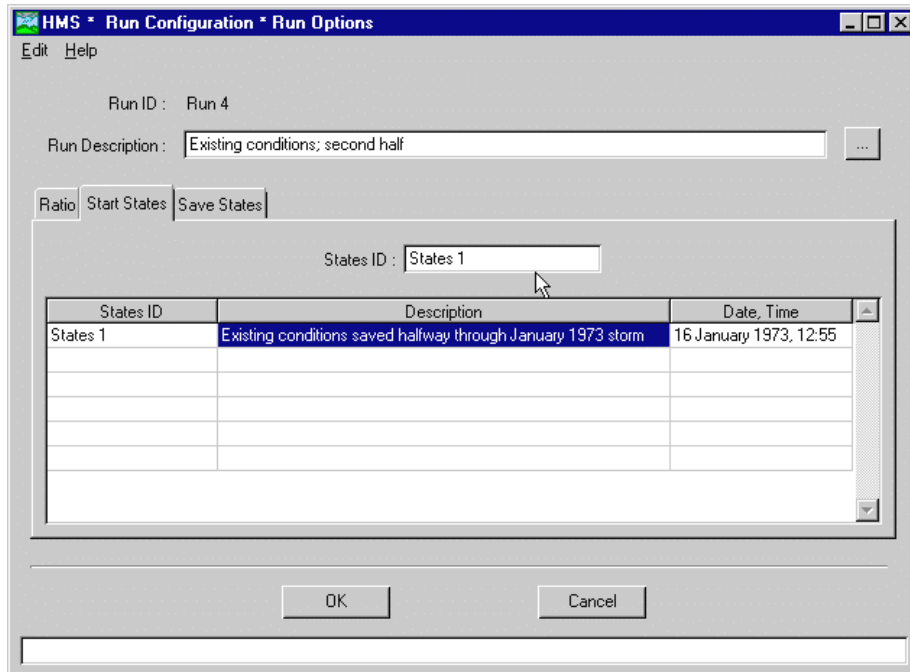 HMS * Run Configuration * Run Options
Edit Help
Run ID : Run 4
Run Description : Existing conditions; second half ...
Ratio Start States Save States
States ID : States 1
States ID Description Date, Time
States 1 Existing conditions saved halfway through January 1973 storm 16 January 1973, 12:55
OK Cancel